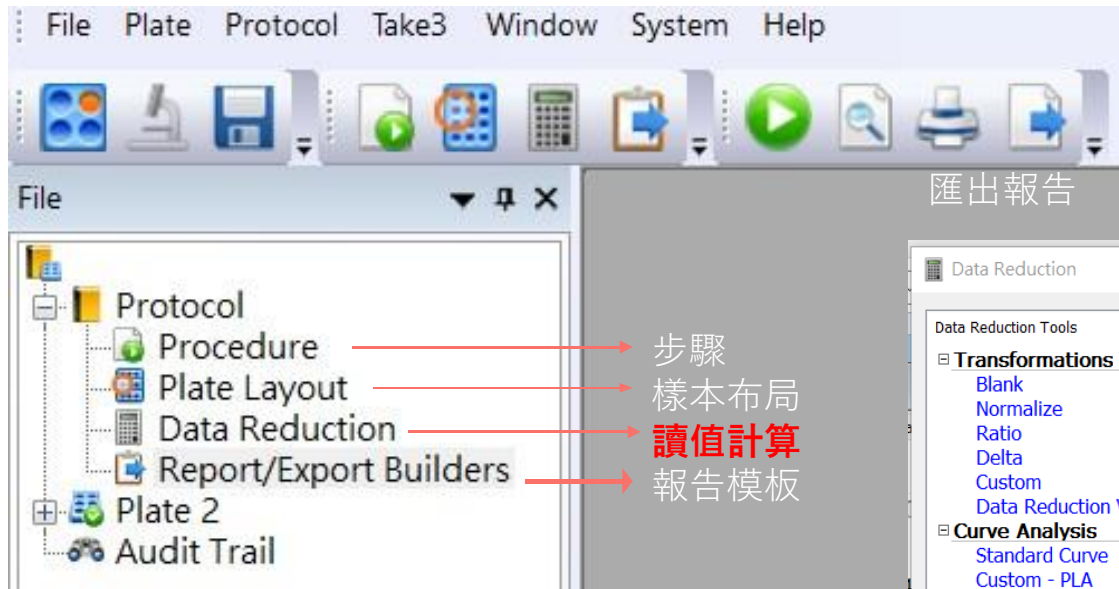 File Plate Protocol Take3 Window System Help
File
匯出報告
Protocol
Procedure
Plate Layout
Data Reduction
Report/Export Builders
Plate 2
Audit Trail
步驟
樣本布局
讀值計算
報告模板
Data Reduction
Data Reduction Tools
Transformations
Blank
Normalize
Ratio
Delta
Custom
Data Reduction
Curve Analysis
Standard Curve
Custom - PLA